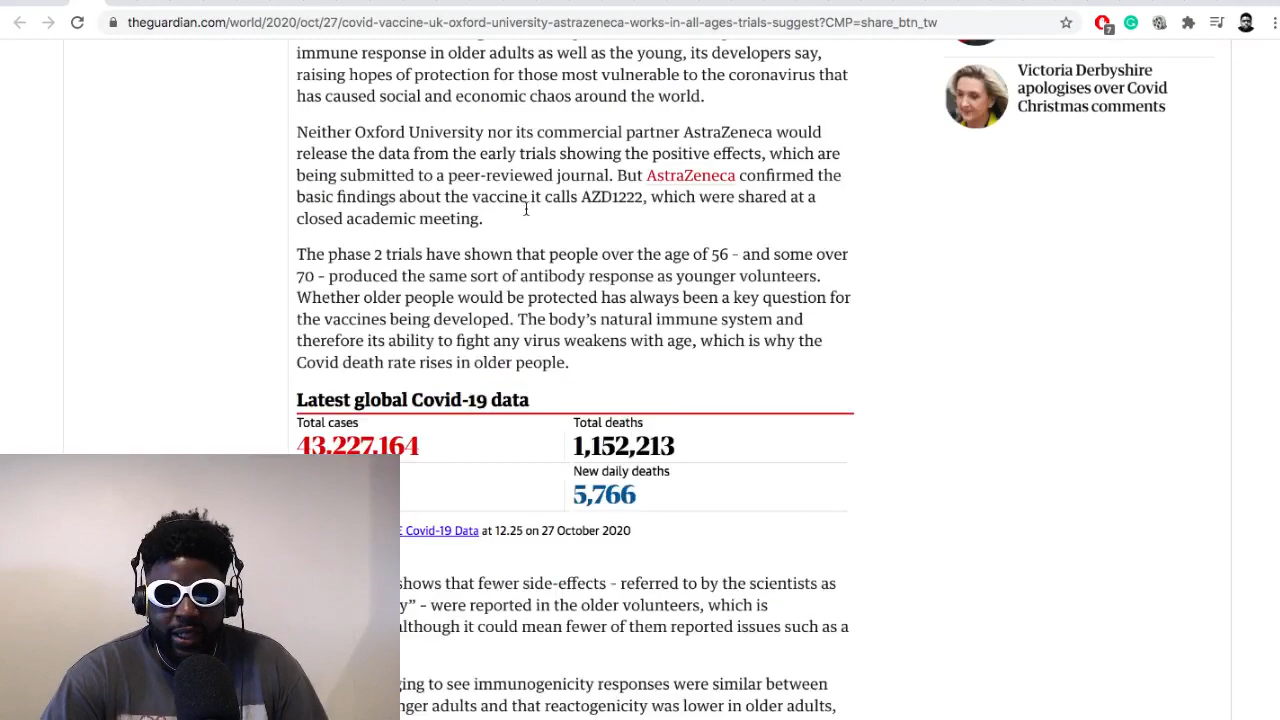 theguardian.com/world/2020/oct/27/covid-vaccine-uk-oxford-university-astrazeneca-works-in-all-ages-trials-suggest?CMP=share_btn_tw
7
immune response in older adults as well as the young, its developers say,
raising hopes of protection for those most vulnerable to the coronavirus that
has caused social and economic chaos around the world.
Victoria Derbyshire
apologises over Covid
Christmas comments
Neither Oxford University nor its commercial partner AstraZeneca would
release the data from the early trials showing the positive effects, which are
being submitted to a peer-reviewed journal. But AstraZeneca confirmed the
basic findings about the vaccine it calls AZD1222, which were shared at a
closed academic meeting.
The phase 2 trials have shown that people over the age of 56 – and some over
70 – produced the same sort of antibody response as younger volunteers.
Whether older people would be protected has always been a key question for
the vaccines being developed. The body’s natural immune system and
therefore its ability to fight any virus weakens with age, which is why the
Covid death rate rises in older people.
Latest global Covid-19 data
Total cases
43,227,164
Total deaths
1,152,213
New daily deaths
5,766
E Covid-19 Data at 12.25 on 27 October 2020
shows that fewer side-effects – referred to by the scientists as
y” – were reported in the older volunteers, which is
although it could mean fewer of them reported issues such as a
ging to see immunogenicity responses were similar between
nger adults and that reactogenicity was lower in older adults,